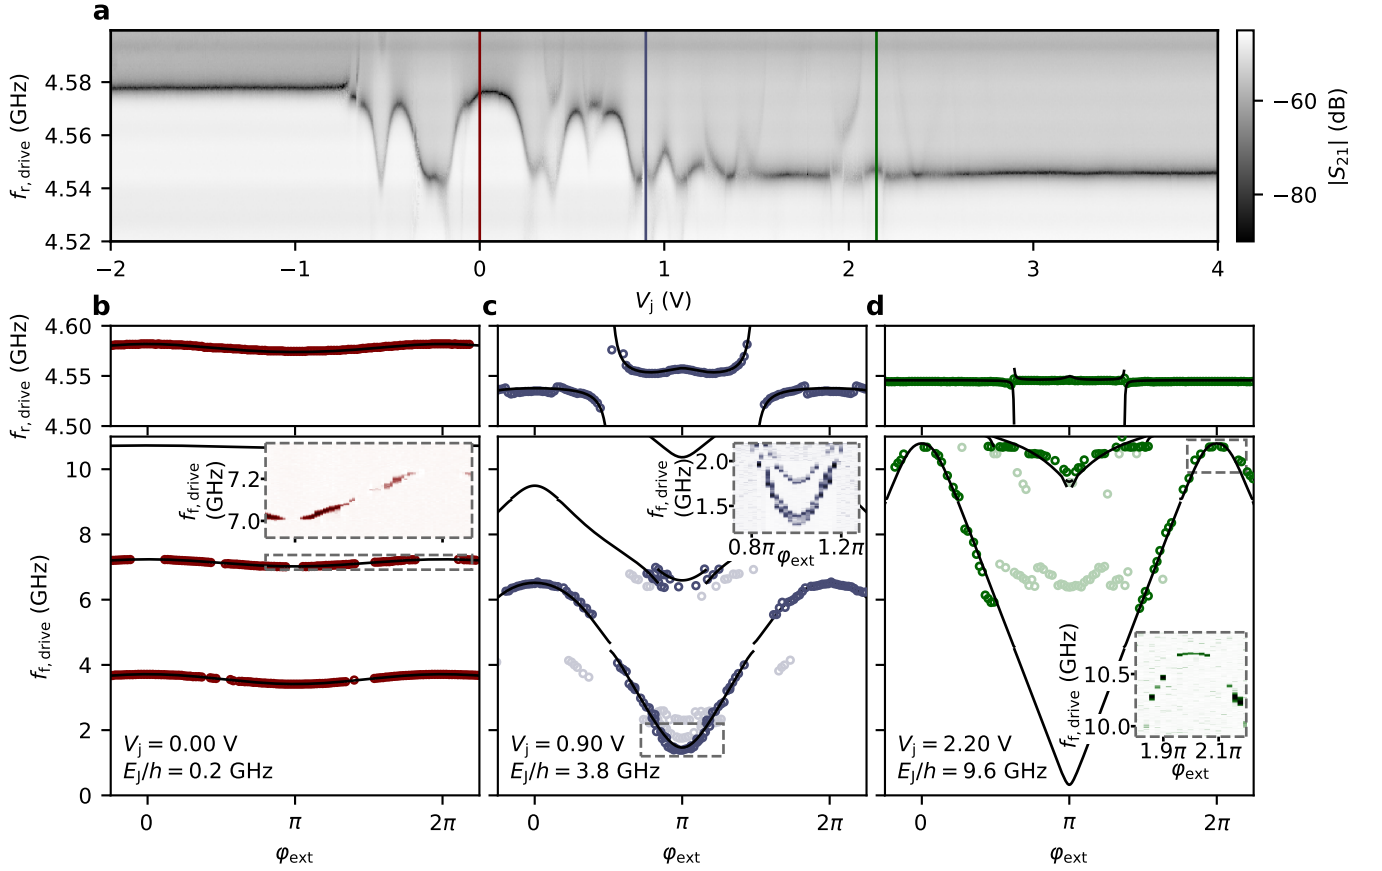 a
f_r, drive (GHz)
4.58
4.56
4.54
4.52
−2
−1
0
1
2
3
4
V_j (V)
−60
−80
|S_21| (dB)
b
c
d
f_r, drive (GHz)
4.60
4.55
4.50
f_f, drive (GHz)
10
8
6
4
2
0
f_f, drive (GHz)
7.2
7.0
V_j = 0.00 V
E_J/h = 0.2 GHz
0
π
2π
φ_ext
f_f, drive (GHz)
2.0
1.5
0.8π
φ_ext
1.2π
V_j = 0.90 V
E_J/h = 3.8 GHz
0
π
2π
φ_ext
f_f, drive (GHz)
10.5
10.0
1.9π
2.1π
φ_ext
V_j = 2.20 V
E_J/h = 9.6 GHz
0
π
2π
φ_ext